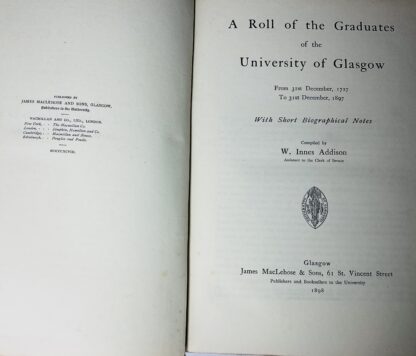 PUBLISHED BY
JAMES MACLEHOSE AND SONS, GLASGOW,
Publishers to the University.
MACMILLAN AND CO., LTD., LONDON.
New York, The Macmillan Co.
London, Simpkin, Hamilton and Co.
Cambridge, Macmillan and Bowes.
Edinburgh, Douglas and Foulis.
MDCCCXCVIII.
A Roll of the Graduates
of the
University of Glasgow
From 31st December, 1727
To 31st December, 1897
With Short Biographical Notes
Compiled by
W. Innes Addison
Assistant to the Clerk of Senate
Glasgow
James MacLehose & Sons, 61 St. Vincent Street
Publishers and Booksellers to the University
1898